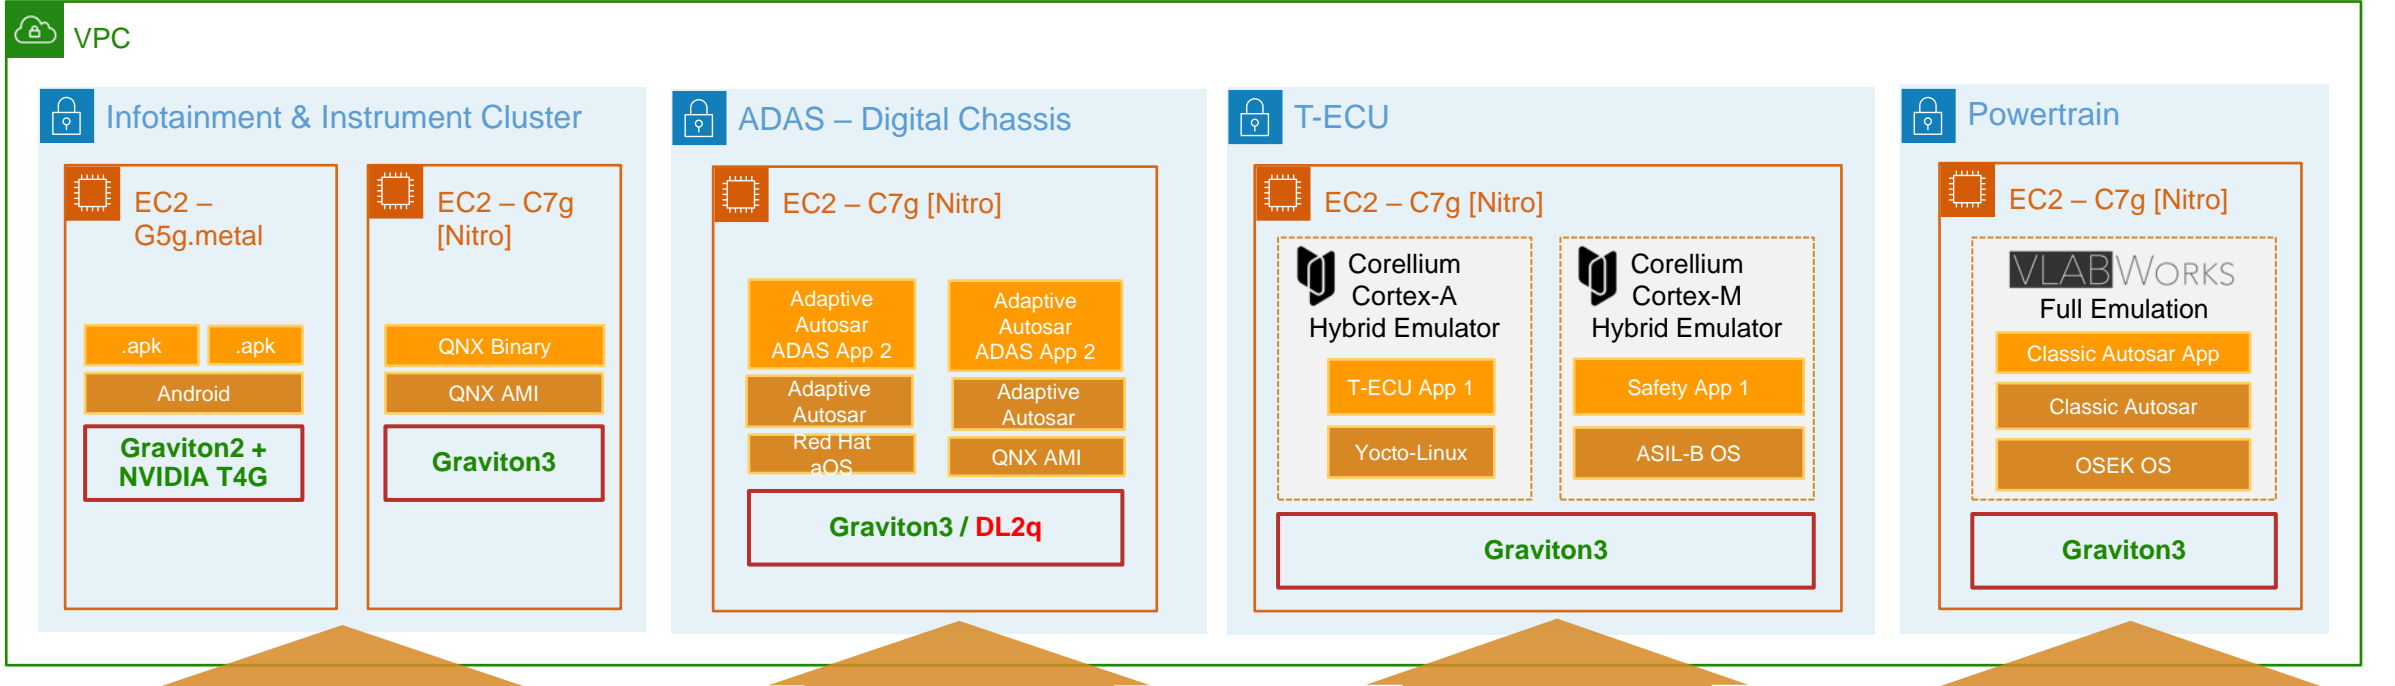 VPC
Infotainment & Instrument Cluster
EC2 –
G5g.metal
.apk
.apk
Android
Graviton2 +
NVIDIA T4G
EC2 – C7g
[Nitro]
QNX Binary
QNX AMI
Graviton3
ADAS – Digital Chassis
EC2 – C7g [Nitro]
Adaptive
Autosar
ADAS App 2
Adaptive
Autosar
Red Hat
aOS
Adaptive
Autosar
ADAS App 2
Adaptive
Autosar
QNX AMI
Graviton3 / DL2q
T-ECU
EC2 – C7g [Nitro]
Corellium
Cortex-A
Hybrid Emulator
T-ECU App 1
Yocto-Linux
Corellium
Cortex-M
Hybrid Emulator
Safety App 1
ASIL-B OS
Graviton3
Powertrain
EC2 – C7g [Nitro]
VLABWORKS
Full Emulation
Classic Autosar App
Classic Autosar
OSEK OS
Graviton3